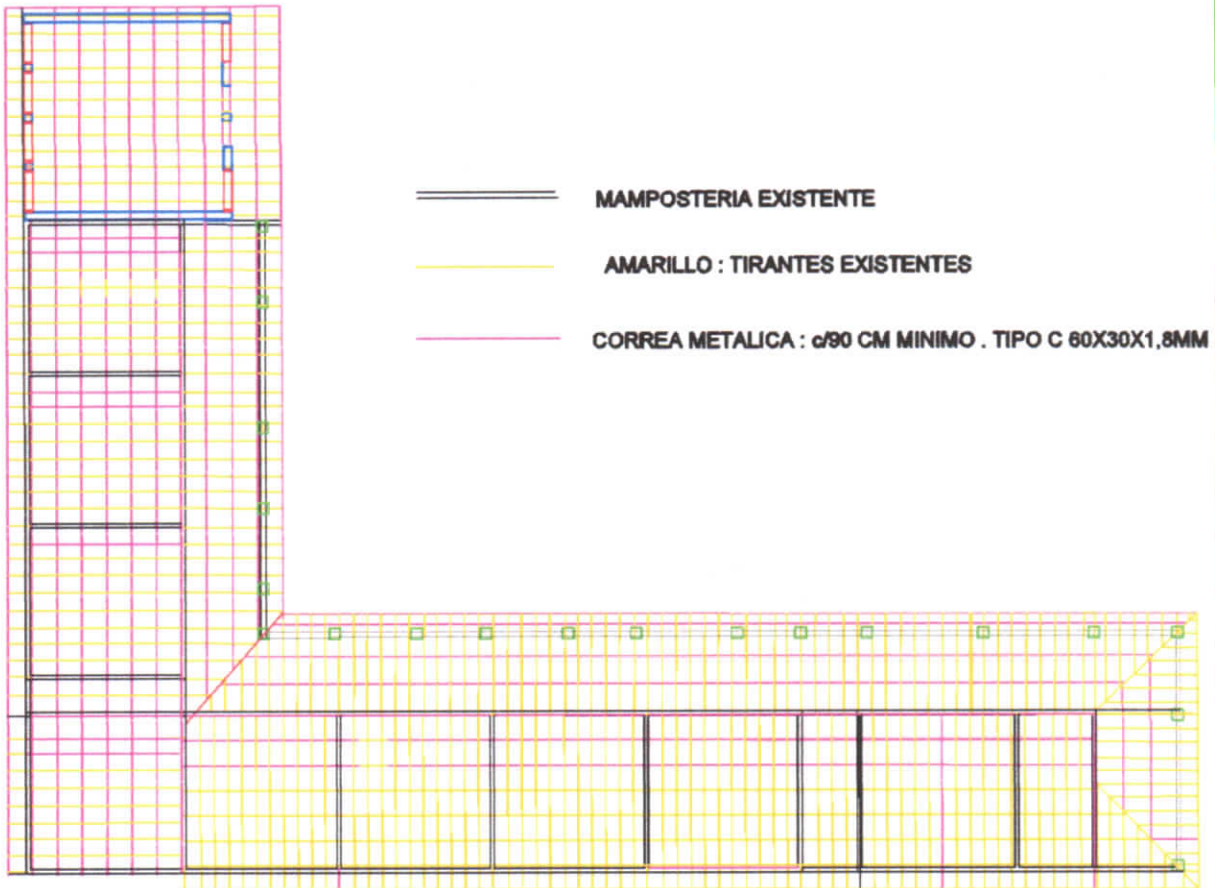 MAMPOSTERIA EXISTENTE
AMARILLO : TIRANTES EXISTENTES
CORREA METALICA : c/90 CM MINIMO . TIPO C 60X30X1,8MM